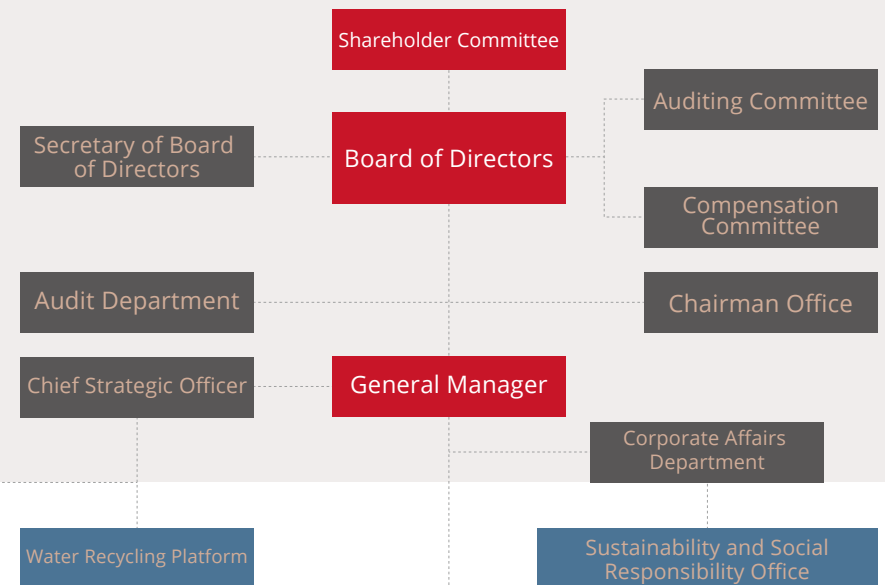 Shareholder Committee
Auditing Committee
Secretary of Board
of Directors
Board of Directors
Compensation
Committee
Audit Department
Chairman Office
Chief Strategic Officer
General Manager
Corporate Affairs
Department
Water Recycling Platform
Sustainability and Social
Responsibility Office